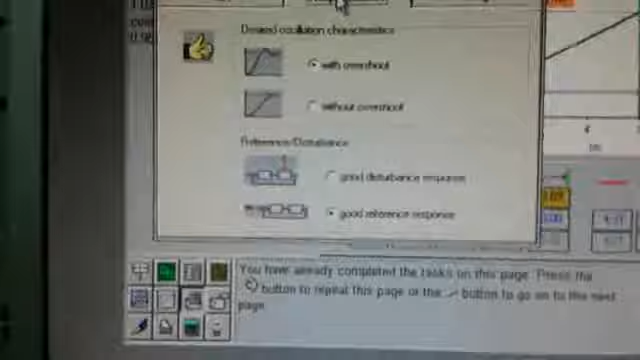 Desired oscillation characteristics
with overshoot
without overshoot
Reference/Disturbance
good disturbance response
good reference response
You have already completed the tasks on this page. Press the
button to repeat this page or the button to go on to the next
page.